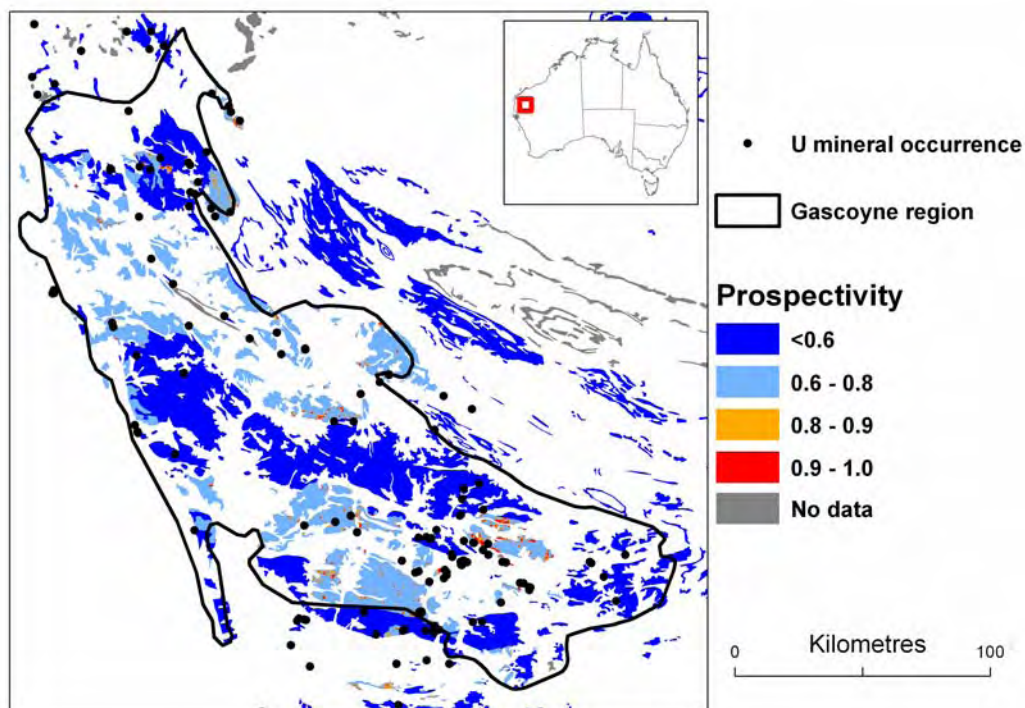 U mineral occurrence
Gascoyne region
Prospectivity
<0.6
0.6 - 0.8
0.8 - 0.9
0.9 - 1.0
No data
Kilometres
0 100